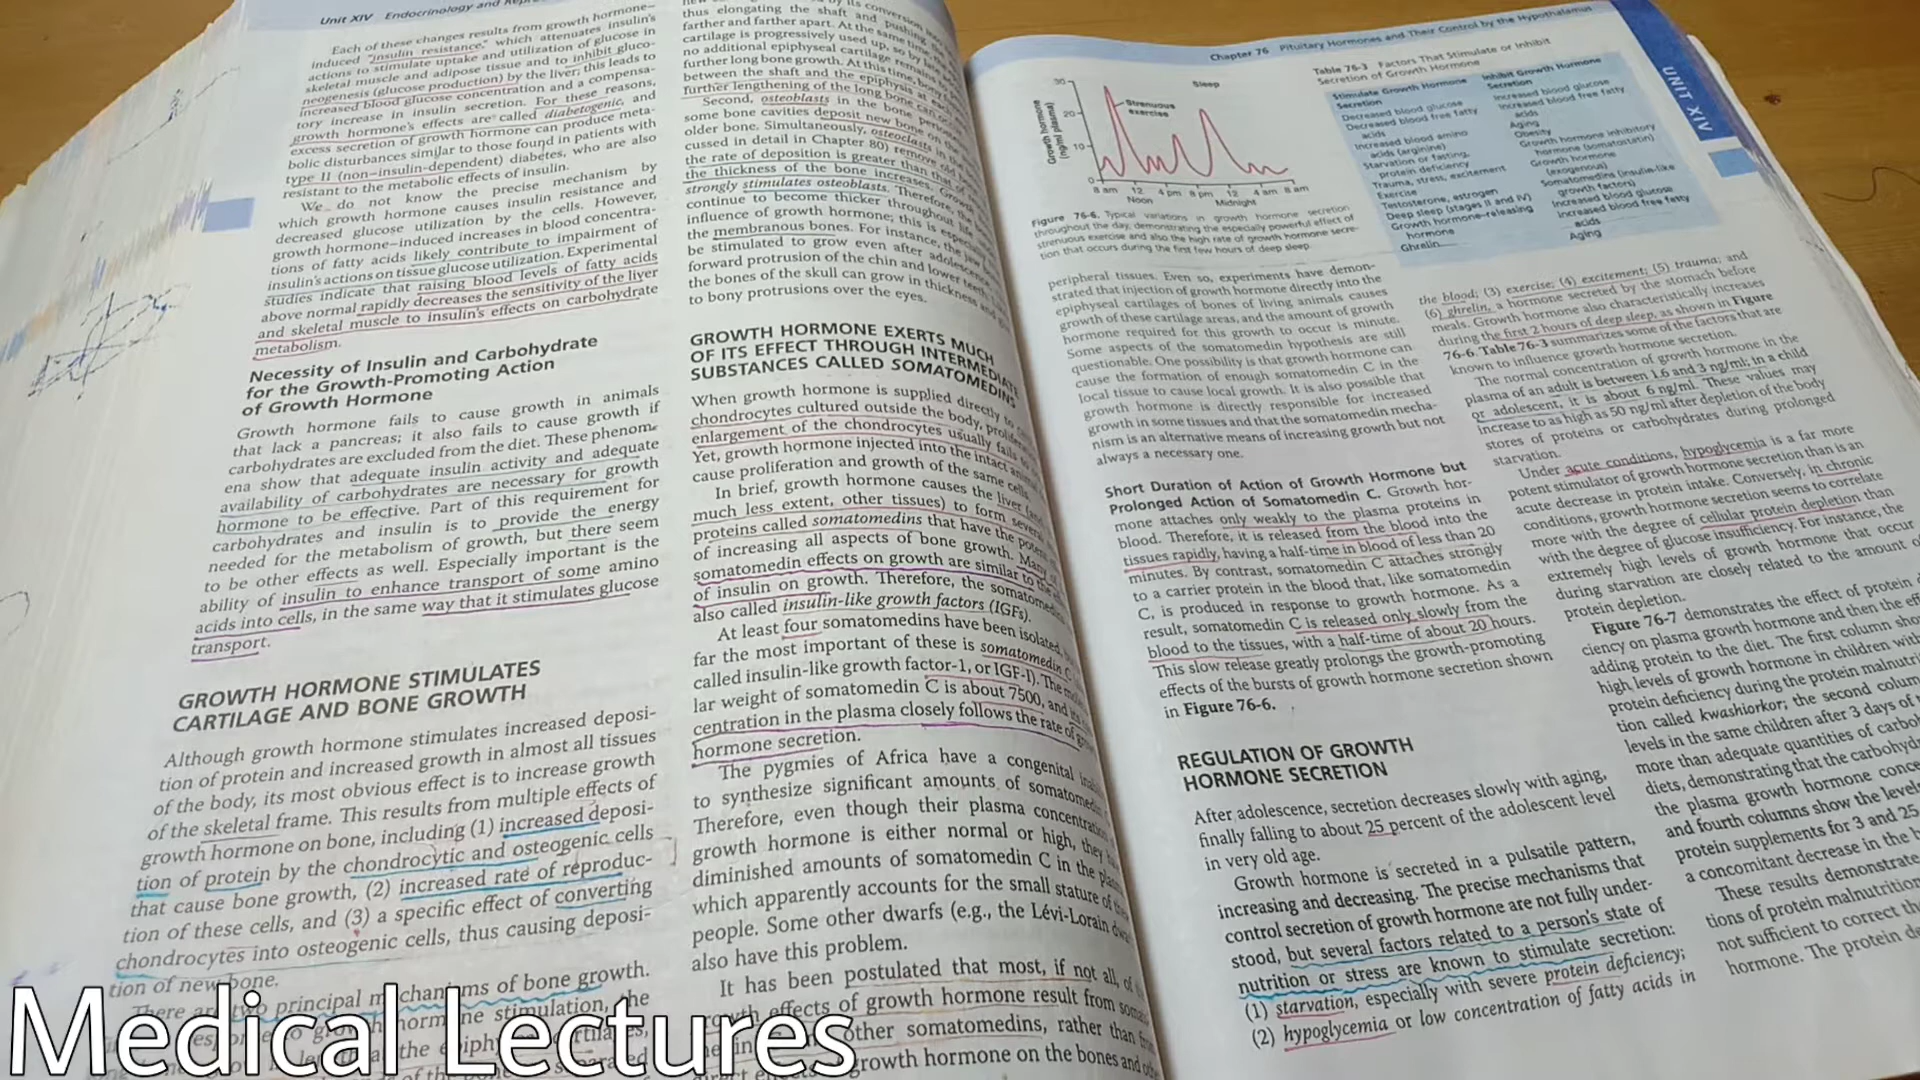 Unit XIV Endocrinology and
Each of these changes results from growth hormone–
induced "insulin resistance," which attenuates insulin's
actions to stimulate uptake and utilization of glucose in
skeletal muscle and adipose tissue and to inhibit gluco-
neogenesis (glucose production) by the liver; this leads to
increased blood glucose concentration and a compensa-
tory increase in insulin secretion. For these reasons,
growth hormone's effects are called diabetogenic, and
excess secretion of growth hormone can produce meta-
bolic disturbances similar to those found in patients with
type II (non-insulin-dependent) diabetes, who are also
resistant to the metabolic effects of insulin.
We do not know the precise mechanism by
which growth hormone causes insulin resistance and
decreased glucose utilization by the cells. However,
growth hormone–induced increases in blood concentra-
tions of fatty acids likely contribute to impairment of
insulin's actions on tissue glucose utilization. Experimental
studies indicate that raising blood levels of fatty acids
above normal rapidly decreases the sensitivity of the liver
and skeletal muscle to insulin's effects on carbohydrate
metabolism.
Necessity of Insulin and Carbohydrate
for the Growth-Promoting Action
of Growth Hormone
Growth hormone fails to cause growth in animals
that lack a pancreas; it also fails to cause growth if
carbohydrates are excluded from the diet. These phenom-
ena show that adequate insulin activity and adequate
availability of carbohydrates are necessary for growth
hormone to be effective. Part of this requirement for
carbohydrates and insulin is to provide the energy
needed for the metabolism of growth, but there seem
to be other effects as well. Especially important is the
ability of insulin to enhance transport of some amino
acids into cells, in the same way that it stimulates glucose
transport.
GROWTH HORMONE STIMULATES
CARTILAGE AND BONE GROWTH
Although growth hormone stimulates increased deposi-
tion of protein and increased growth in almost all tissues
of the body, its most obvious effect is to increase growth
of the skeletal frame. This results from multiple effects of
growth hormone on bone, including (1) increased deposi-
tion of protein by the chondrocytic and osteogenic cells
that cause bone growth, (2) increased rate of reproduc-
tion of these cells, and (3) a specific effect of converting
chondrocytes into osteogenic cells, thus causing deposi-
tion of new bone.
There are two principal mechanisms of bone growth.
hormone stimulation, the
the
thus elongating the shaft and pushing
farther and farther apart. At the same time,
cartilage is progressively used up, so
no additional epiphyseal cartilage remains
further long bone growth. At this time, bony
between the shaft and the epiphysis at each
further lengthening of the long bone can
Second, osteoblasts in the bone
some bone cavities deposit new bone on
older bone. Simultaneously, osteoclasts in the
cussed in detail in Chapter 80) remove old
the rate of deposition is greater than that of
the thickness of the bone increases.
strongly stimulates osteoblasts. Therefore, the
continue to become thicker throughout life
influence of growth hormone; this is especially
the membranous bones. For instance, the jaw
be stimulated to grow even after adolescence,
forward protrusion of the chin and lower teeth.
the bones of the skull can grow in thickness and
to bony protrusions over the eyes.
GROWTH HORMONE EXERTS MUCH
OF ITS EFFECT THROUGH INTERMEDIATE
SUBSTANCES CALLED SOMATOMEDINS
When growth hormone is supplied directly to
chondrocytes cultured outside the body,
enlargement of the chondrocytes usually fails
Yet, growth hormone injected into the intact
cause proliferation and growth of the same cells.
In brief, growth hormone causes the liver (and,
much less extent, other tissues) to form several
proteins called somatomedins that have the
of increasing all aspects of bone growth. Many
somatomedin effects on growth are similar to the
of insulin on growth. Therefore, the somatomedins
also called insulin-like growth factors (IGFs).
At least four somatomedins have been isolated,
far the most important of these is somatomedin C
called insulin-like growth factor-1, or IGF-I). The
lar weight of somatomedin C is about 7500, and its
centration in the plasma closely follows the rate of
hormone secretion.
The pygmies of Africa have a congenital
to synthesize significant amounts of
Therefore, even though their plasma concentration
growth hormone is either normal or high, they
diminished amounts of somatomedin C in the
which apparently accounts for the small stature of
people. Some other dwarfs (e.g., the Lévi-Lorain
also have this problem.
It has been postulated that most, if not all, of
effects of growth hormone result from
other somatomedins, rather than
growth hormone on the bones and
Chapter 76 Pituitary Hormones and Their Control by the Hypothalamus
UNIT XIV
Growth hormone
(ng/ml plasma)
30
20
10
0
Strenuous
exercise
Sleep
8 am 12 4 pm 8 pm 12 4 am 8 am
Noon Midnight
Figure 76-6. Typical variations in growth hormone secretion
throughout the day, demonstrating the especially powerful effect of
strenuous exercise and also the high rate of growth hormone secre-
tion that occurs during the first few hours of deep sleep.
Table 76-3 Factors That Stimulate or Inhibit
Secretion of Growth Hormone
Stimulate Growth Hormone
Secretion
Decreased blood glucose
Decreased blood free fatty
acids
Increased blood amino
acids (arginine)
Starvation or fasting,
protein deficiency
Trauma, stress, excitement
Exercise
Testosterone, estrogen
Deep sleep (stages II and IV)
Growth hormone-releasing
hormone
Ghrelin
Inhibit Growth Hormone
Secretion
Increased blood glucose
Increased blood free fatty
acids
Aging
Obesity
Growth hormone inhibitory
hormone (somatostatin)
Growth hormone
(exogenous)
Somatomedins (insulin-like
growth factors)
Increased blood glucose
Increased blood free fatty
acids
Aging
peripheral tissues. Even so, experiments have demon-
strated that injection of growth hormone directly into the
epiphyseal cartilages of bones of living animals causes
growth of these cartilage areas, and the amount of growth
hormone required for this growth to occur is minute.
Some aspects of the somatomedin hypothesis are still
questionable. One possibility is that growth hormone can
cause the formation of enough somatomedin C in the
local tissue to cause local growth. It is also possible that
growth hormone is directly responsible for increased
growth in some tissues and that the somatomedin mecha-
nism is an alternative means of increasing growth but not
always a necessary one.
Short Duration of Action of Growth Hormone but
Prolonged Action of Somatomedin C. Growth hor-
mone attaches only weakly to the plasma proteins in
blood. Therefore, it is released from the blood into the
tissues rapidly, having a half-time in blood of less than 20
minutes. By contrast, somatomedin C attaches strongly
to a carrier protein in the blood that, like somatomedin
C, is produced in response to growth hormone. As a
result, somatomedin C is released only slowly from the
blood to the tissues, with a half-time of about 20 hours.
This slow release greatly prolongs the growth-promoting
effects of the bursts of growth hormone secretion shown
in Figure 76-6.
REGULATION OF GROWTH
HORMONE SECRETION
After adolescence, secretion decreases slowly with aging,
finally falling to about 25 percent of the adolescent level
in very old age.
Growth hormone is secreted in a pulsatile pattern,
increasing and decreasing. The precise mechanisms that
control secretion of growth hormone are not fully under-
stood, but several factors related to a person's state of
nutrition or stress are known to stimulate secretion:
(1) starvation, especially with severe protein deficiency;
(2) hypoglycemia or low concentration of fatty acids in
the blood; (3) exercise; (4) excitement; (5) trauma; and
(6) ghrelin, a hormone secreted by the stomach before
meals. Growth hormone also characteristically increases
during the first 2 hours of deep sleep, as shown in Figure
76-6. Table 76-3 summarizes some of the factors that are
known to influence growth hormone secretion.
The normal concentration of growth hormone in the
plasma of an adult is between 1.6 and 3 ng/ml; in a child
or adolescent, it is about 6 ng/ml. These values may
increase to as high as 50 ng/ml after depletion of the body
stores of proteins or carbohydrates during prolonged
starvation.
Under acute conditions, hypoglycemia is a far more
potent stimulator of growth hormone secretion than is an
acute decrease in protein intake. Conversely, in chronic
conditions, growth hormone secretion seems to correlate
more with the degree of cellular protein depletion than
with the degree of glucose insufficiency. For instance, the
extremely high levels of growth hormone that occur
during starvation are closely related to the amount of
protein depletion.
Figure 76-7 demonstrates the effect of protein
ciency on plasma growth hormone and then the
adding protein to the diet. The first column
high levels of growth hormone in children with
protein deficiency during the protein
tion called kwashiorkor; the second column
levels in the same children after 3 days of
more than adequate quantities of
diets, demonstrating that the
the plasma growth hormone
and fourth columns show the levels
protein supplements for 3 and 25
a concomitant decrease in the
These results demonstrate
tions of protein malnutrition
not sufficient to correct the
hormone. The protein
Medical Lectures